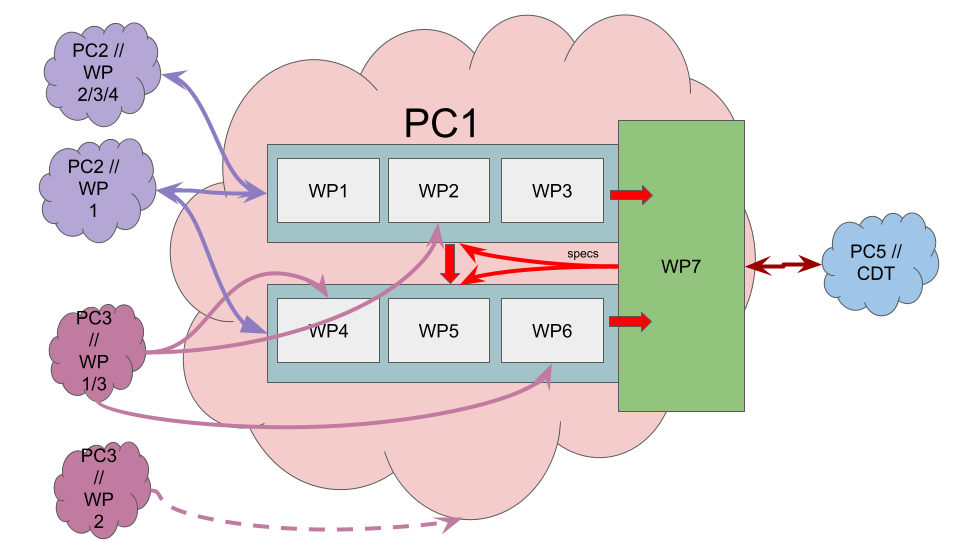 PC2 //
WP
2/3/4
PC1
PC2 //
WP
1
WP1
WP2
WP3
specs
WP7
PC5 //
CDT
PC3
//
WP
1/3
WP4
WP5
WP6
PC3
//
WP
2